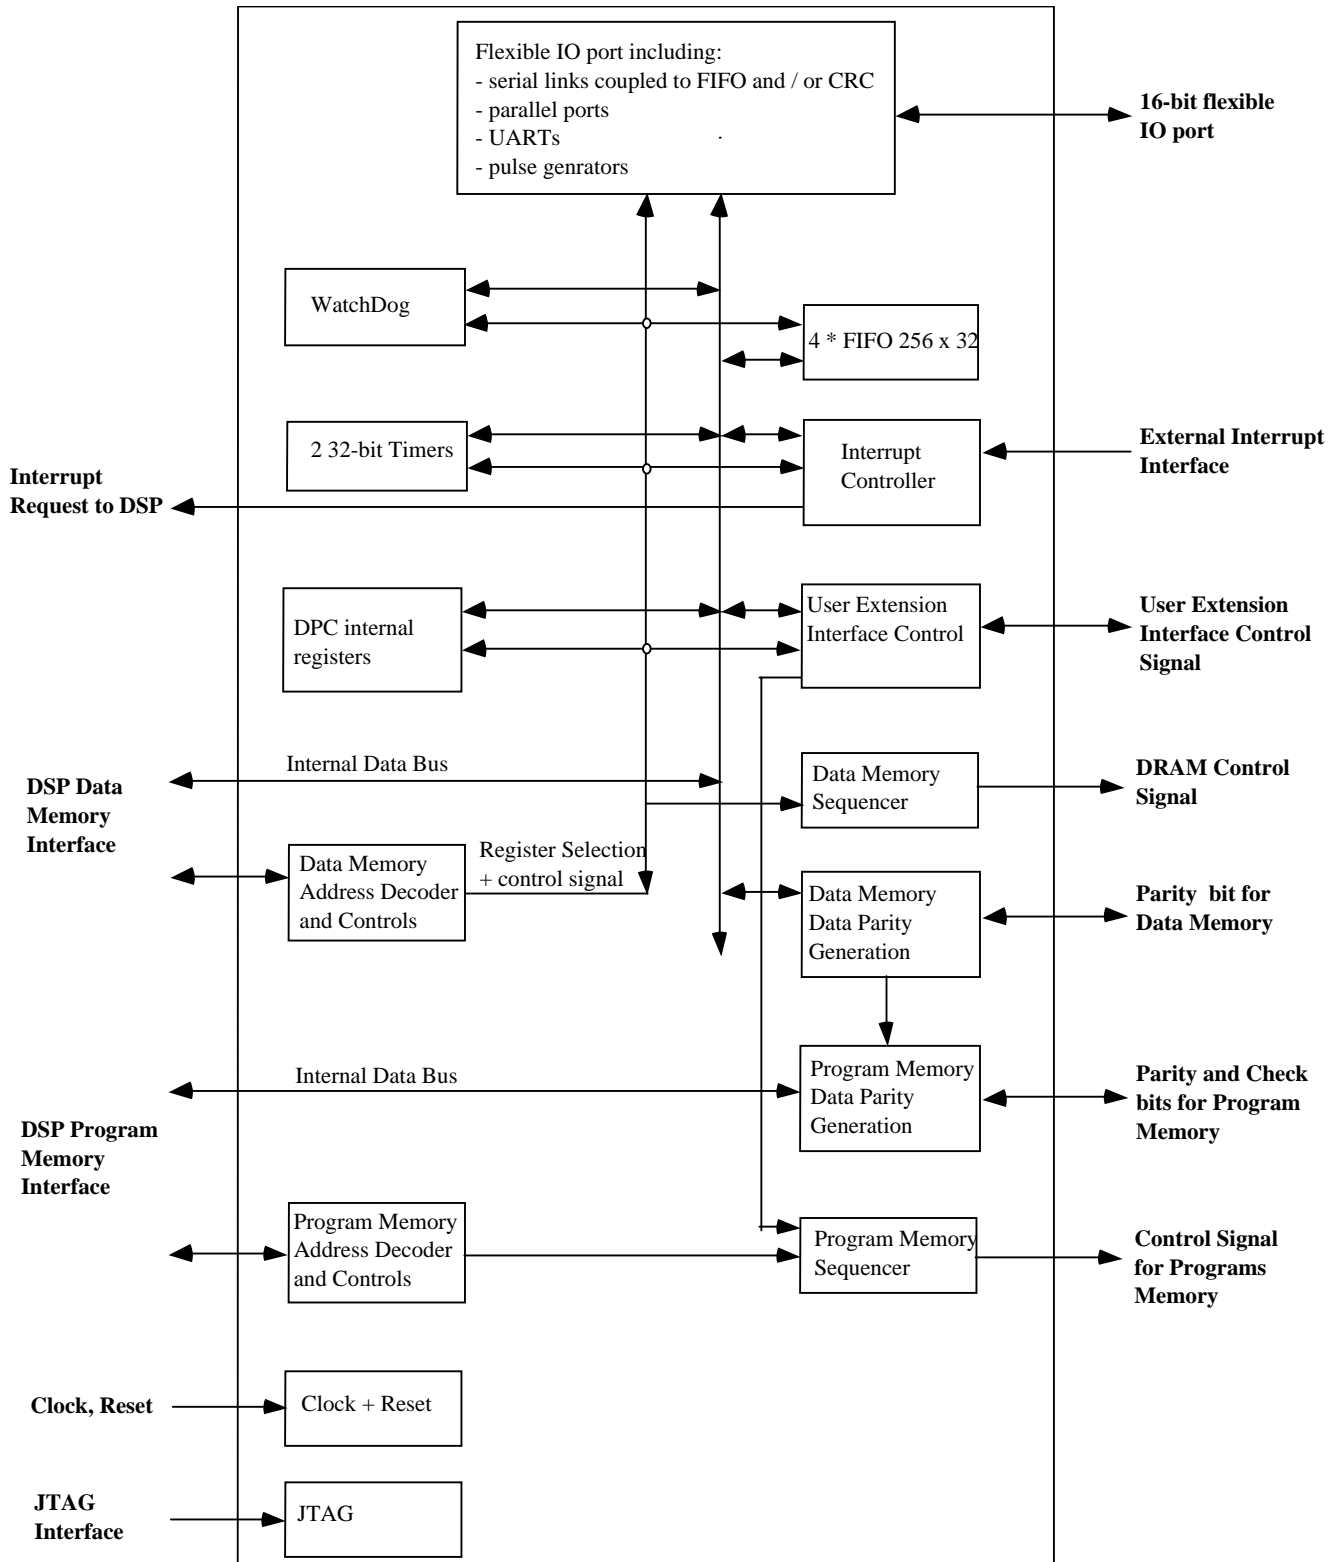 Flexible IO port including:
- serial links coupled to FIFO and / or CRC
- parallel ports
- UARTs
- pulse genrators
16-bit flexible
IO port
WatchDog
4 * FIFO 256 x 32
2 32-bit Timers
Interrupt
Controller
External Interrupt
Interface
Interrupt
Request to DSP
DPC internal
registers
User Extension
Interface Control
User Extension
Interface Control
Signal
Internal Data Bus
DSP Data
Memory
Interface
Data Memory
Sequencer
DRAM Control
Signal
Data Memory
Address Decoder
and Controls
Register Selection
+ control signal
Data Memory
Data Parity
Generation
Parity bit for
Data Memory
Internal Data Bus
Program Memory
Data Parity
Generation
Parity and Check
bits for Program
Memory
DSP Program
Memory
Interface
Program Memory
Address Decoder
and Controls
Program Memory
Sequencer
Control Signal
for Programs
Memory
Clock, Reset
Clock + Reset
JTAG
Interface
JTAG